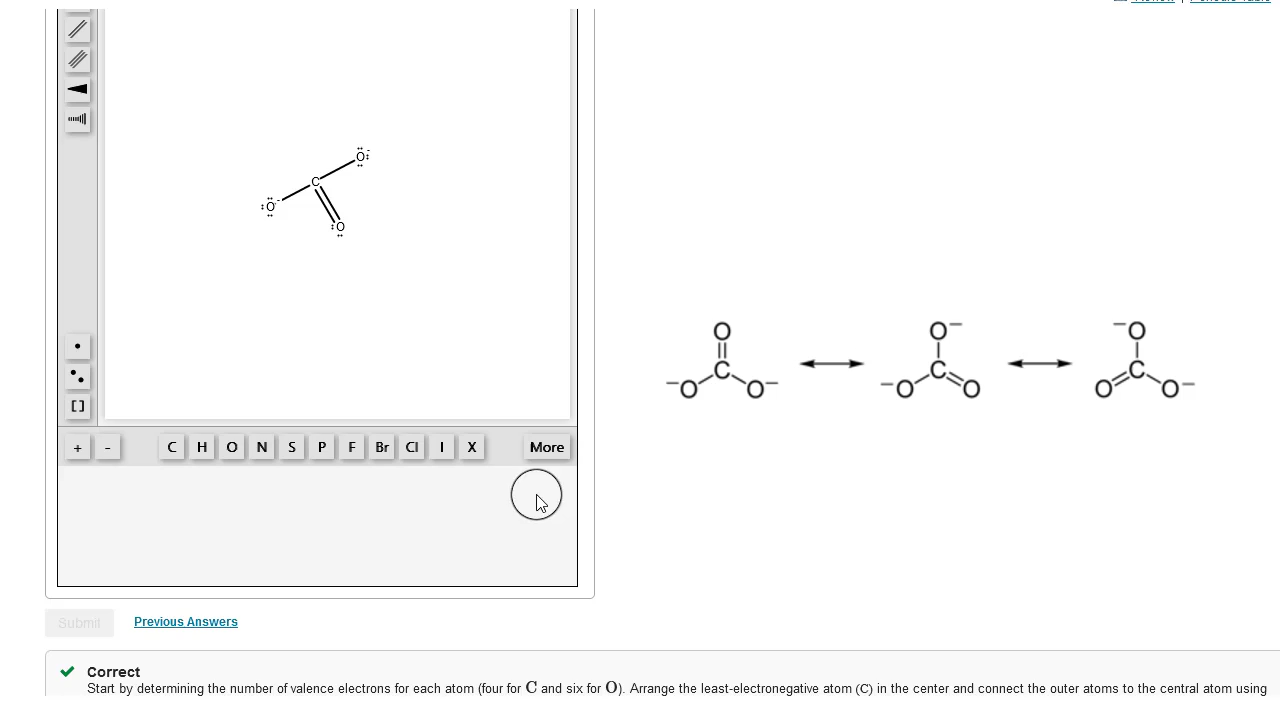 :Ö:-
C
:Ö-
:O
O
O-
-O
C
C
C
-O
O-
-O
O
O
O-
[]
+ - C H O N S P F Br Cl I X More
Submit Previous Answers
Correct
Start by determining the number of valence electrons for each atom (four for C and six for O). Arrange the least-electronegative atom (C) in the center and connect the outer atoms to the central atom using